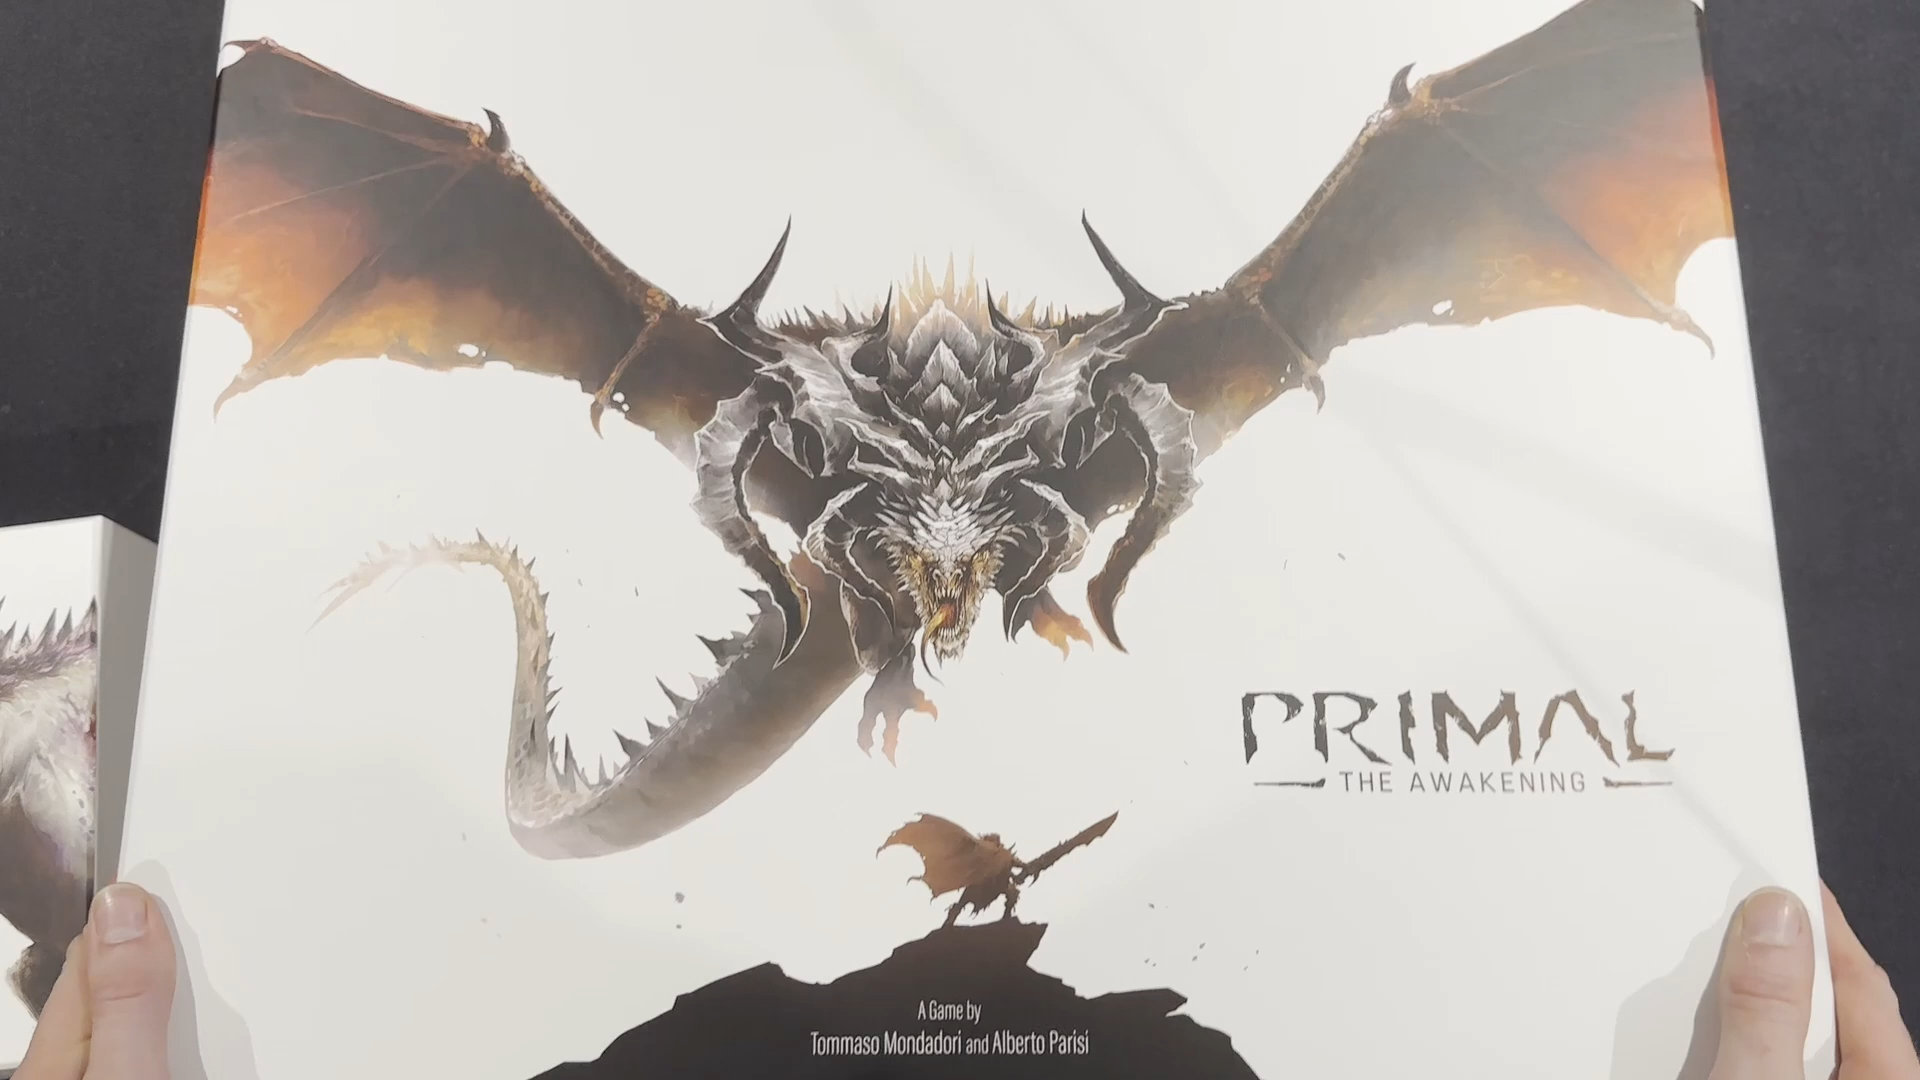 PRIMAL
THE AWAKENING
A Game by
Tommaso Mondadori and Alberto Parisi